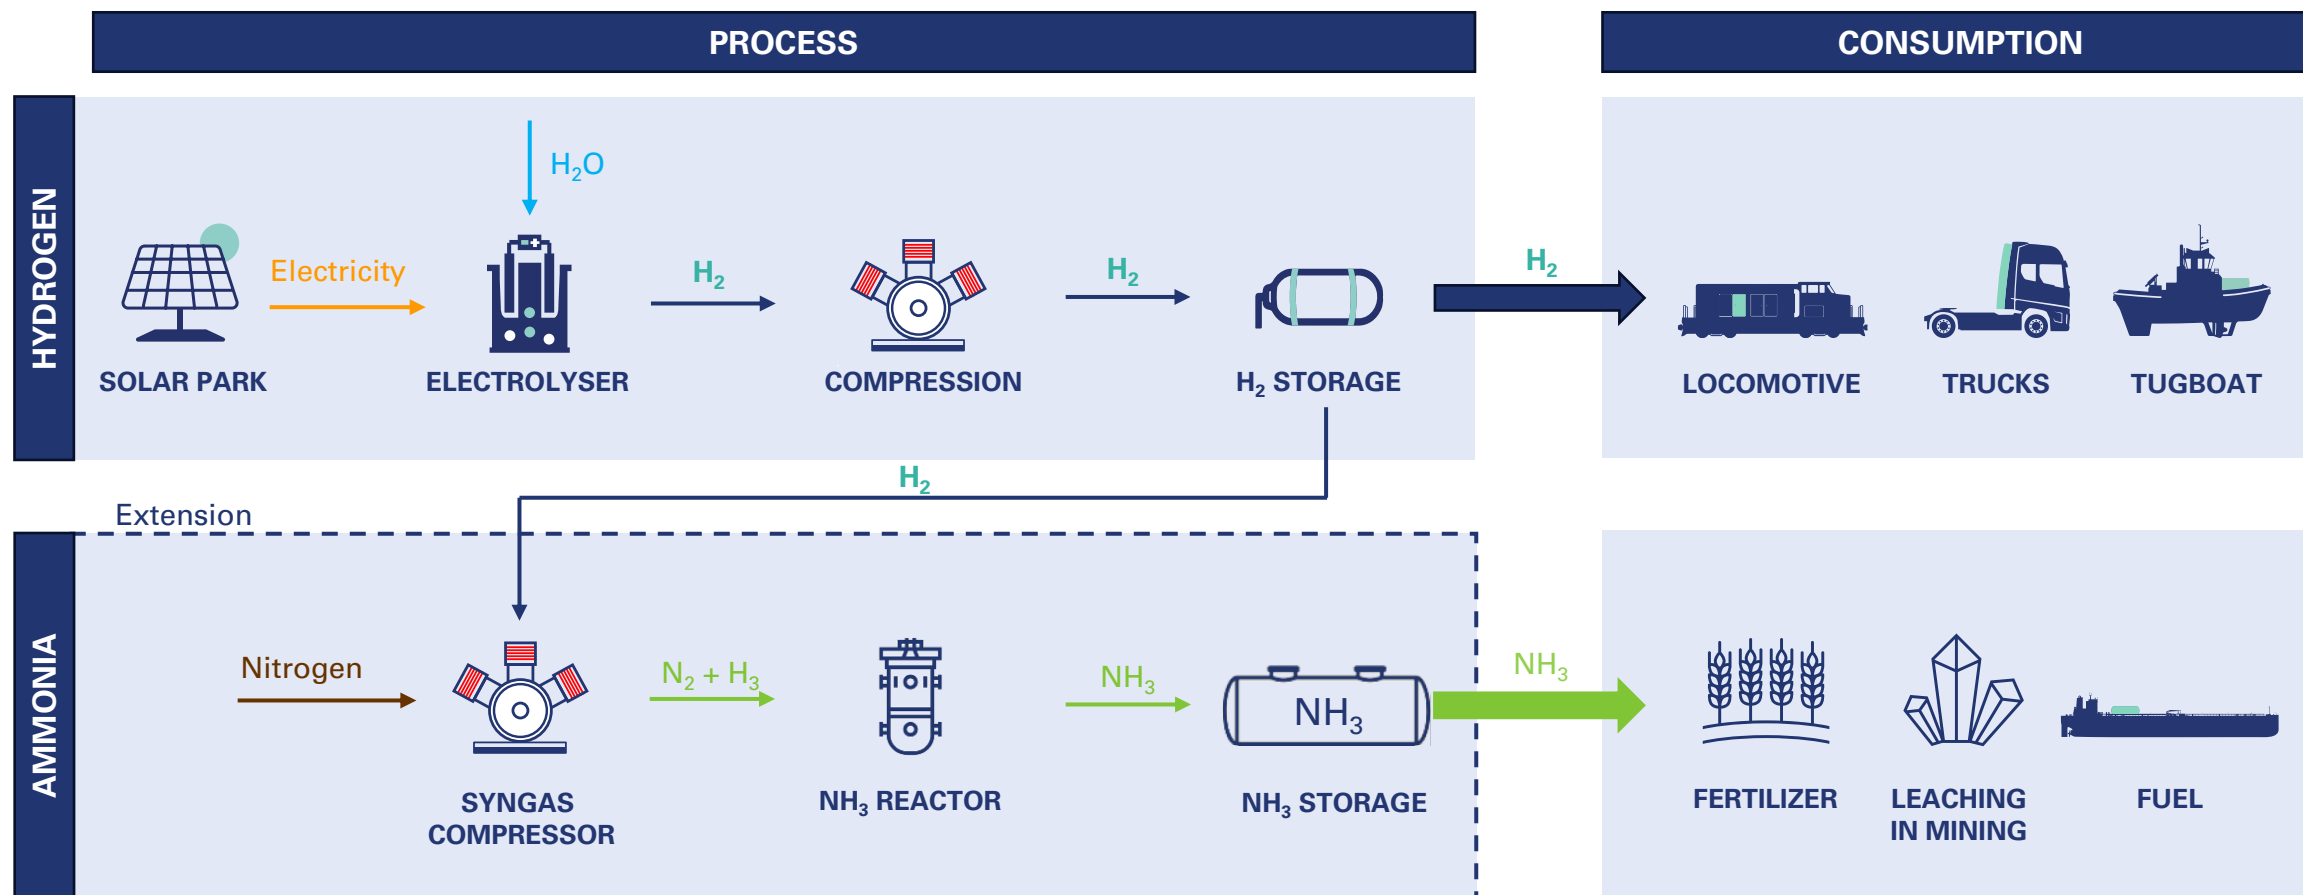 PROCESS
CONSUMPTION
HYDROGEN
H₂O
Electricity
H₂
H₂
H₂
SOLAR PARK
ELECTROLYSER
COMPRESSION
H₂ STORAGE
LOCOMOTIVE
TRUCKS
TUGBOAT
H₂
Extension
AMMONIA
Nitrogen
N₂ + H₃
NH₃
NH₃
NH₃
SYNGAS
COMPRESSOR
NH₃ REACTOR
NH₃ STORAGE
FERTILIZER
LEACHING
IN MINING
FUEL